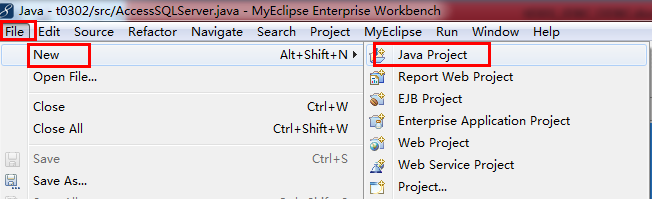 Java - t0302/src/AccessSQLServer.java - MyEclipse Enterprise Workbench
File Edit Source Refactor Navigate Search Project MyEclipse Run Window Help
New Alt+Shift+N
Open File...
Close Ctrl+W
Close All Ctrl+Shift+W
Save Ctrl+S
Save As...
Java Project
Report Web Project
EJB Project
Enterprise Application Project
Web Project
Web Service Project
Project...